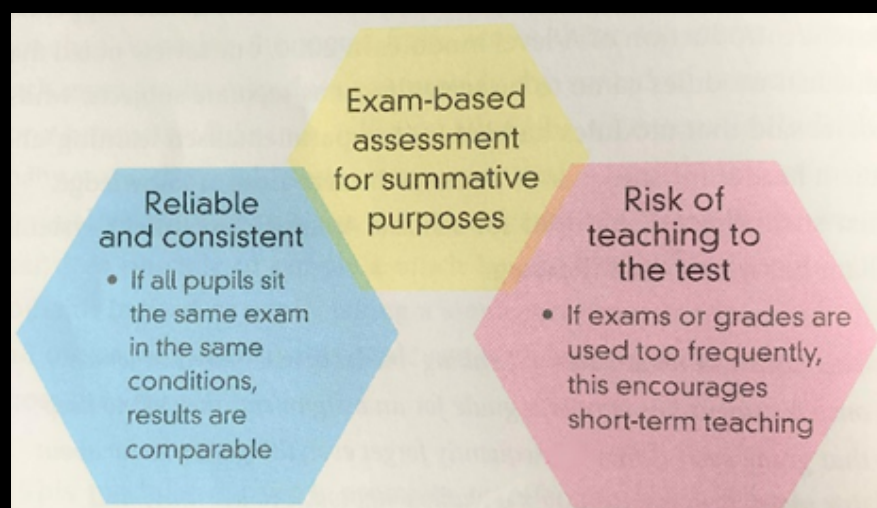 Exam-based
assessment
for summative
purposes
Reliable
and consistent
• If all pupils sit
the same exam
in the same
conditions,
results are
comparable
Risk of
teaching to
the test
• If exams or grades are
used too frequently,
this encourages
short-term teaching